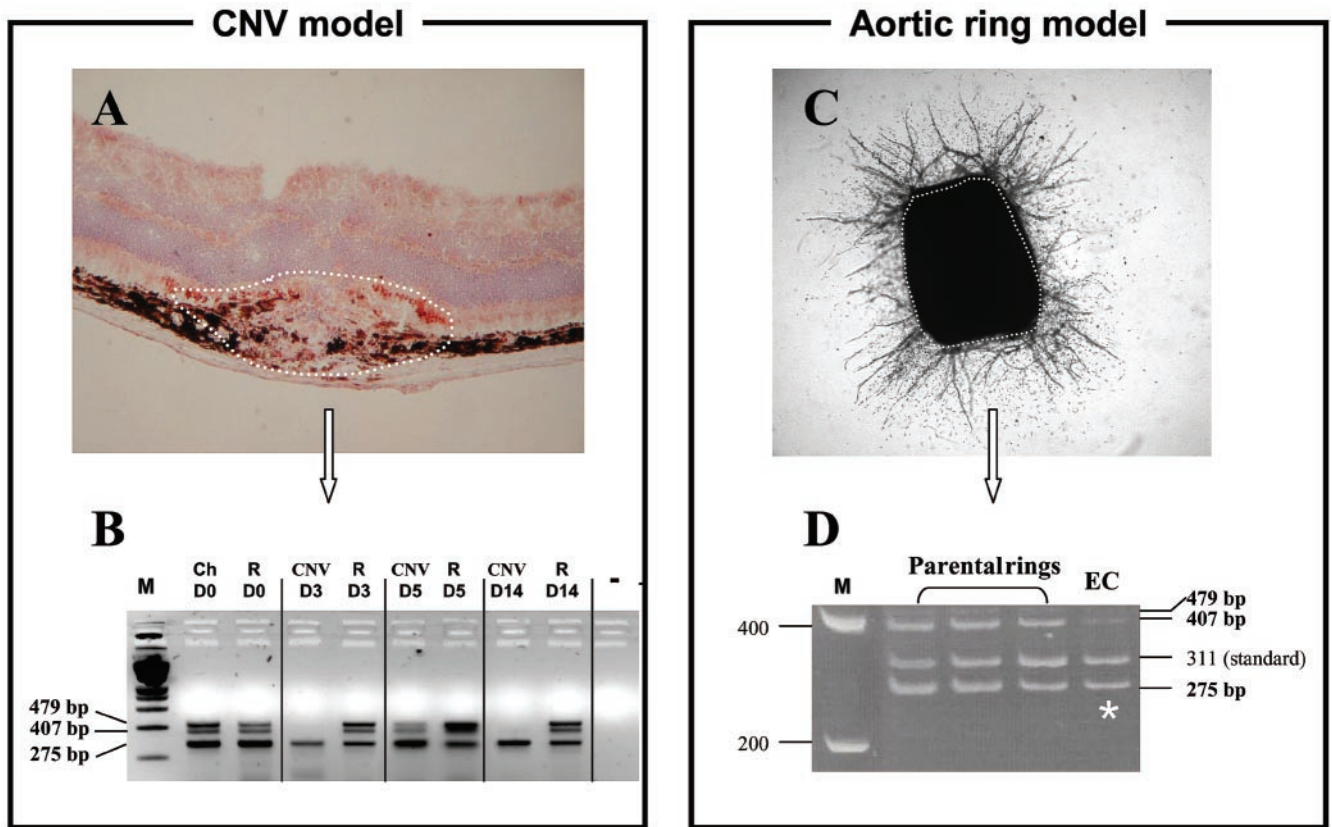 CNV model
A
B
M
Ch D0
R D0
CNV D3
R D3
CNV D5
R D5
CNV D14
R D14
-
479 bp
407 bp
275 bp
Aortic ring model
C
D
M
Parental rings
EC
400
200
479 bp
407 bp
311 (standard)
275 bp
*